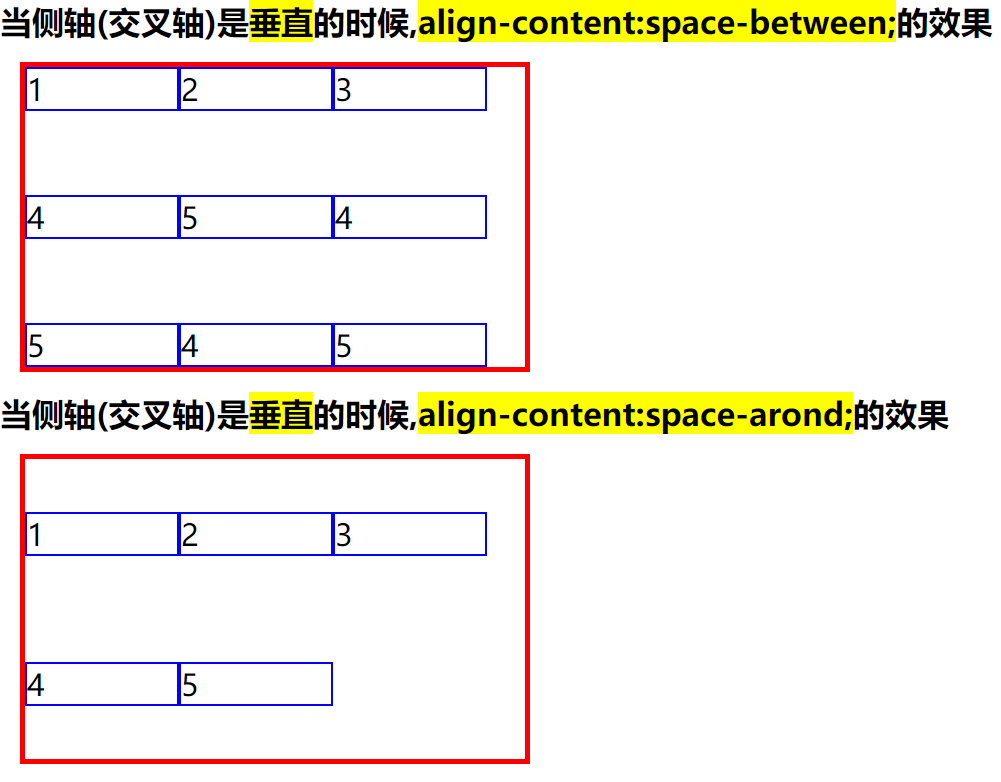 当侧轴(交叉轴)是垂直的时候,align-content:space-between;的效果
1 2 3
4 5 4
5 4 5
当侧轴(交叉轴)是垂直的时候,align-content:space-arond;的效果
1 2 3
4 5